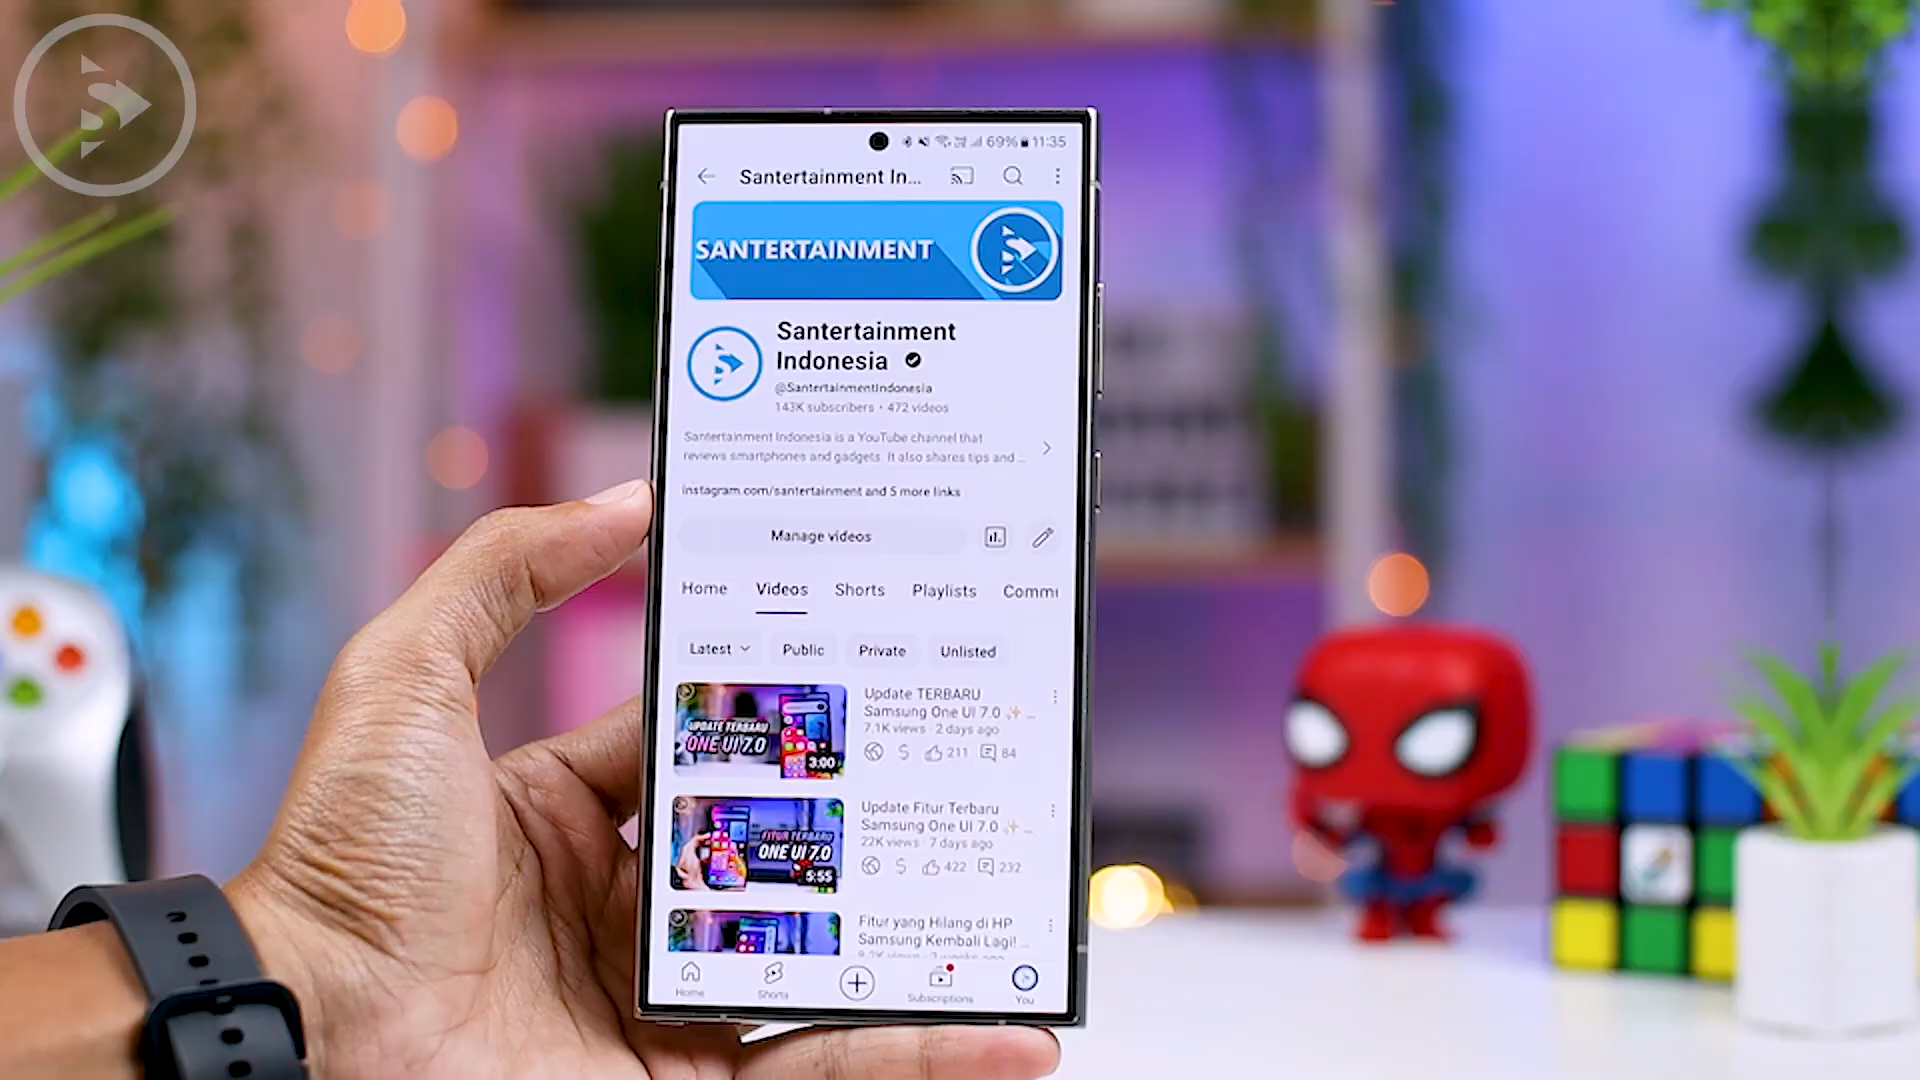 69% 11:35
Santertainment In...
SANTERTAINMENT
Santertainment
Indonesia
@SantertainmentIndonesia
143K subscribers • 472 videos
Santertainment Indonesia is a YouTube channel that
reviews smartphones and gadgets. It also shares tips and ...
instagram.com/santertainment and 5 more links
Manage videos
Home Videos Shorts Playlists Commu
Latest Public Private Unlisted
UPDATE TERBARU
ONE UI 7.0
3:00
Update TERBARU
Samsung One UI 7.0 ✨ ...
7.1K views · 2 days ago
$ 211 84
FITUR TERBARU
ONE UI 7.0
5:55
Update Fitur Terbaru
Samsung One UI 7.0 ✨ ...
22K views · 7 days ago
$ 422 232
Fitur yang Hilang di HP
Samsung Kembali Lagi! ...
views · 2 weeks ago
Home Shorts Subscriptions You